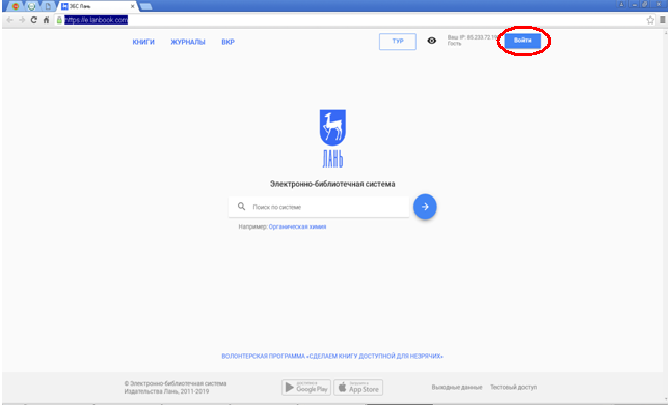 ЭБС Лань
https://e.lanbook.com
КНИГИ ЖУРНАЛЫ ВКР ТУР
Ваш IP: 95.233.72.19
Гость
Войти
ЛАНЬ
Электронно-библиотечная система
Поиск по системе
Например: Органическая химия
ВОЛОНТЕРСКАЯ ПРОГРАММА «СДЕЛАЕМ КНИГУ ДОСТУПНОЙ ДЛЯ НЕЗРЯЧИХ»
© Электронно-библиотечная система
Издательства Лань, 2011-2019
Google Play
App Store
Выходные данные Тестовый доступ